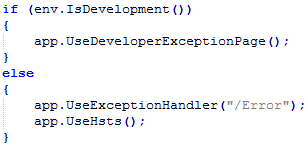 if (env.IsDevelopment())
{
    app.UseDeveloperExceptionPage();
}
else
{
    app.UseExceptionHandler("/Error");
    app.UseHsts();
}